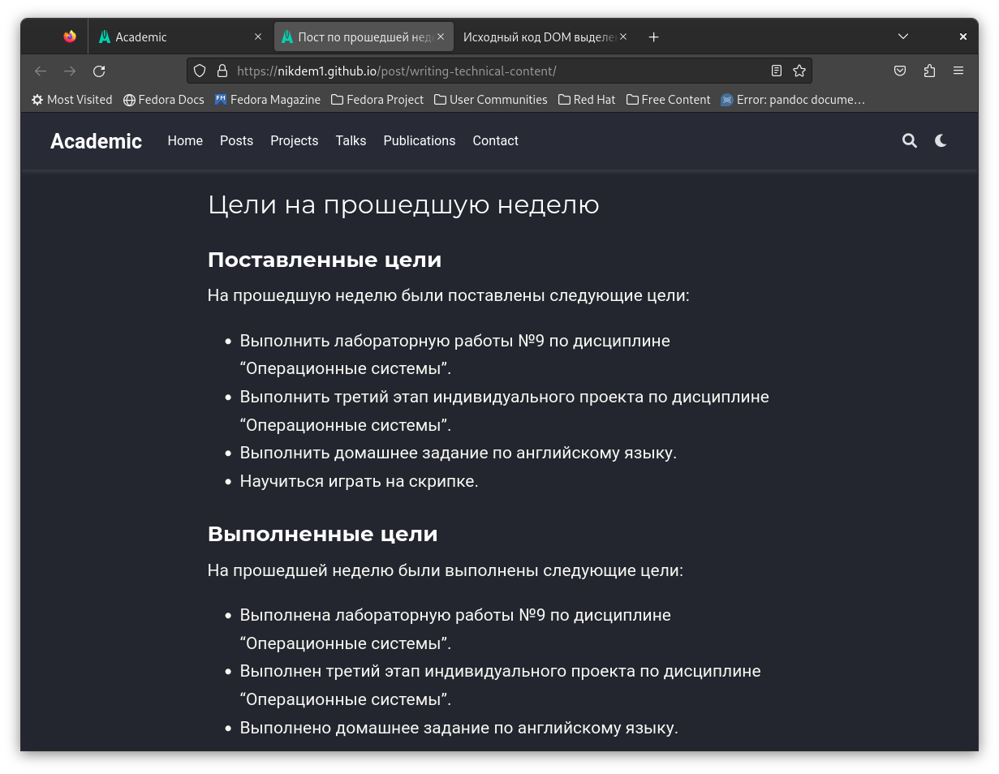 Academic
Пост по прошедшей нед
Исходный код DOM выделе
https://nikdem1.github.io/post/writing-technical-content/
Most Visited
Fedora Docs
FM
Fedora Magazine
Fedora Project
User Communities
Red Hat
Free Content
Error: pandoc docume…
Academic
Home
Posts
Projects
Talks
Publications
Contact
Цели на прошедшую неделю
Поставленные цели
На прошедшую неделю были поставлены следующие цели:
• Выполнить лабораторную работы №9 по дисциплине
“Операционные системы”.
• Выполнить третий этап индивидуального проекта по дисциплине
“Операционные системы”.
• Выполнить домашнее задание по английскому языку.
• Научиться играть на скрипке.
Выполненные цели
На прошедшей неделю были выполнены следующие цели:
• Выполнена лабораторную работы №9 по дисциплине
“Операционные системы”.
• Выполнен третий этап индивидуального проекта по дисциплине
“Операционные системы”.
• Выполнено домашнее задание по английскому языку.